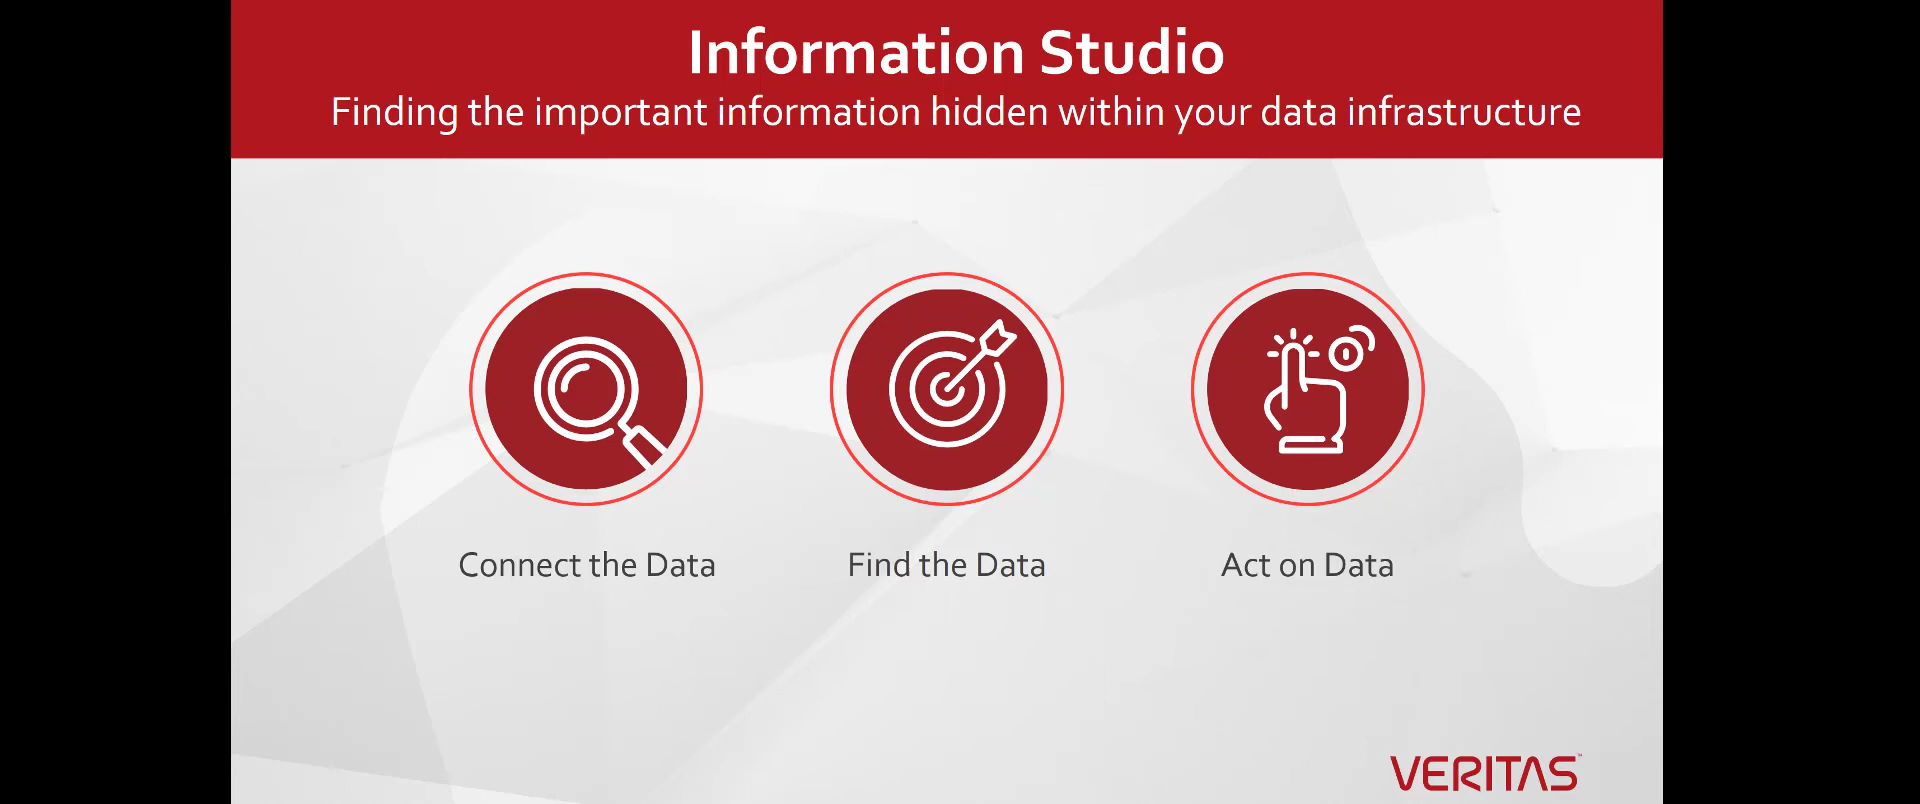 Information Studio
Finding the important information hidden within your data infrastructure
Connect the Data
Find the Data
Act on Data
VERITAS™